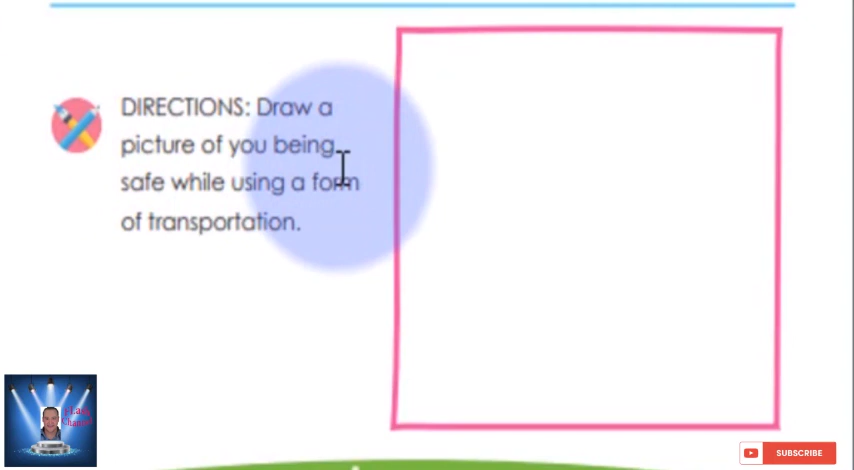 DIRECTIONS: Draw a
picture of you being
safe while using a form
of transportation.
SUBSCRIBE